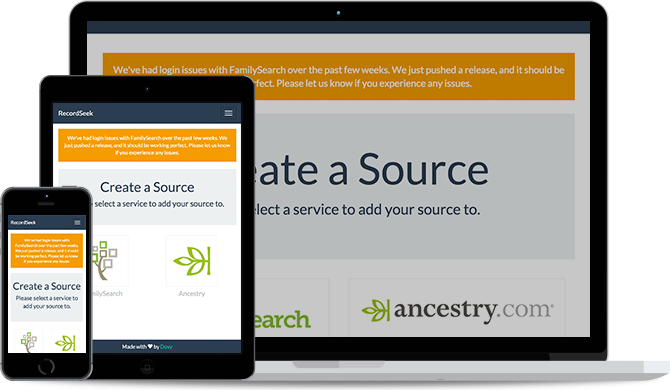 We've had login issues with FamilySearch over the past few weeks. We just pushed a release, and it should be
perfect. Please let us know if you experience any issues.
Create a Source
select a service to add your source to.
search
ancestry.com®
RecordSeek
We've had login issues with FamilySearch over the past few weeks. We
just pushed a release, and it should be working perfect. Please let us know
if you experience any issues.
Create a Source
Please select a service to add your source to.
FamilySearch
Ancestry
Made with ♥ by Dovy
RecordSeek
We've had login issues with
FamilySearch over the past few weeks.
We just pushed a release, and it should
be working perfect. Please let us know
if you experience any issues.
Create a Source
Please select a service to
add your source to.